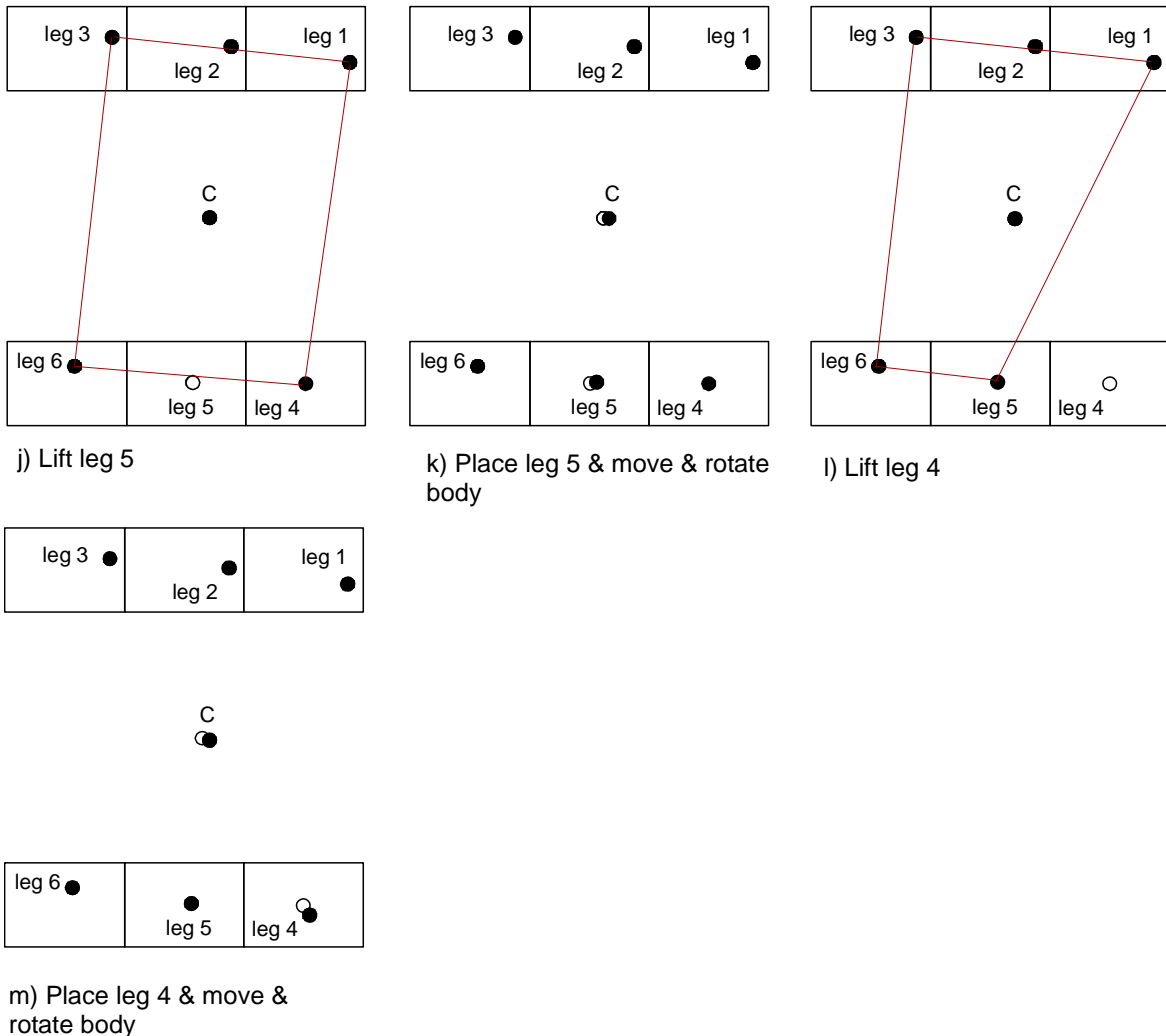 leg 3
leg 1
leg 2
C
leg 6
leg 5
leg 4
j) Lift leg 5
leg 3
leg 1
leg 2
C
leg 6
leg 5
leg 4
k) Place leg 5 & move & rotate
body
leg 3
leg 1
leg 2
C
leg 6
leg 5
leg 4
l) Lift leg 4
leg 3
leg 1
leg 2
C
leg 6
leg 5
leg 4
m) Place leg 4 & move &
rotate body